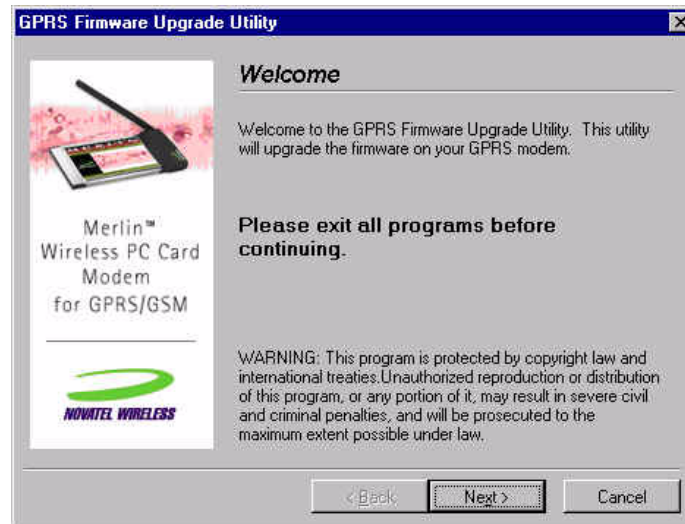 GPRS Firmware Upgrade Utility
Welcome
Welcome to the GPRS Firmware Upgrade Utility. This utility
will upgrade the firmware on your GPRS modem.
Please exit all programs before
continuing.
Merlin™
Wireless PC Card
Modem
for GPRS/GSM
NOVATEL WIRELESS
WARNING: This program is protected by copyright law and
international treaties.Unauthorized reproduction or distribution
of this program, or any portion of it, may result in severe civil
and criminal penalties, and will be prosecuted to the
maximum extent possible under law.
< Back
Next >
Cancel